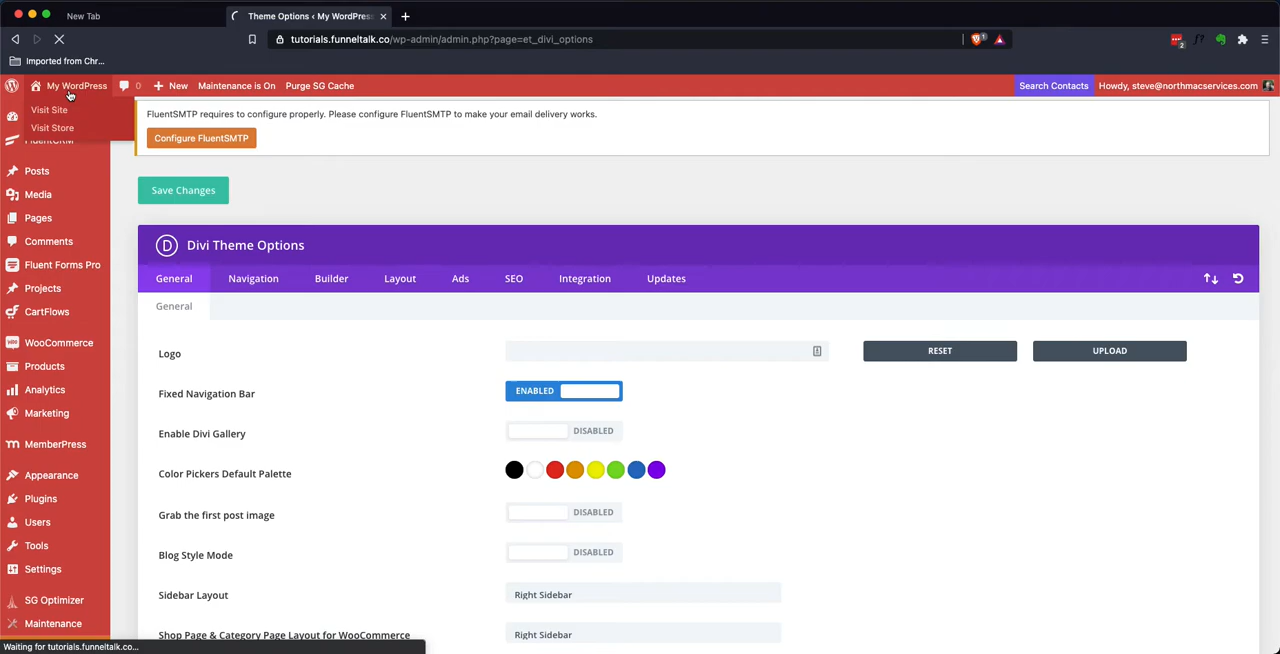 New Tab
Theme Options ‹ My WordPress
tutorials.funneltalk.co/wp-admin/admin.php?page=et_divi_options
1
2
f?
Imported from Chr...
My WordPress
0
New
Maintenance is On
Purge SG Cache
Search Contacts
Howdy, steve@northmacservices.com
Visit Site
Visit Store
FluentCRM
Posts
Media
Pages
Comments
Fluent Forms Pro
Projects
CartFlows
WooCommerce
Products
Analytics
Marketing
MemberPress
Appearance
Plugins
Users
Tools
Settings
SG Optimizer
Maintenance
FluentSMTP requires to configure properly. Please configure FluentSMTP to make your email delivery works.
Configure FluentSMTP
Save Changes
D
Divi Theme Options
General
Navigation
Builder
Layout
Ads
SEO
Integration
Updates
General
Logo
RESET
UPLOAD
Fixed Navigation Bar
ENABLED
Enable Divi Gallery
DISABLED
Color Pickers Default Palette
Grab the first post image
DISABLED
Blog Style Mode
DISABLED
Sidebar Layout
Right Sidebar
Shop Page & Category Page Layout for WooCommerce
Right Sidebar
Waiting for tutorials.funneltalk.co...